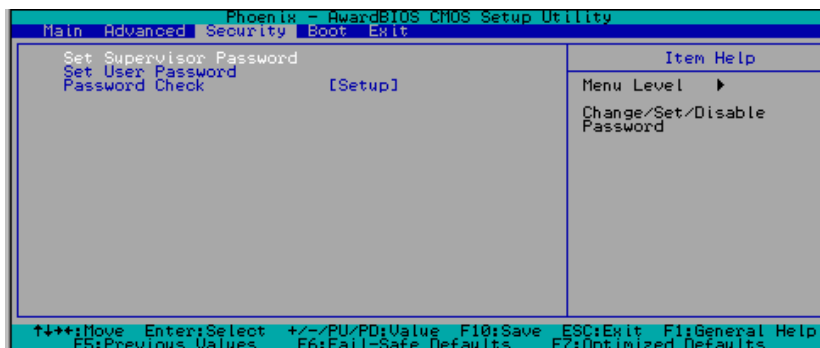 Phoenix - AwardBIOS CMOS Setup Utility
Main Advanced Security Boot Exit
Set Supervisor Password
Set User Password
Password Check [Setup]
Item Help
Menu Level ▶
Change/Set/Disable
Password
↑↓→←:Move Enter:Select +/-/PU/PD:Value F10:Save ESC:Exit F1:General Help
F5:Previous Values F6:Fail-Safe Defaults F7:Optimized Defaults